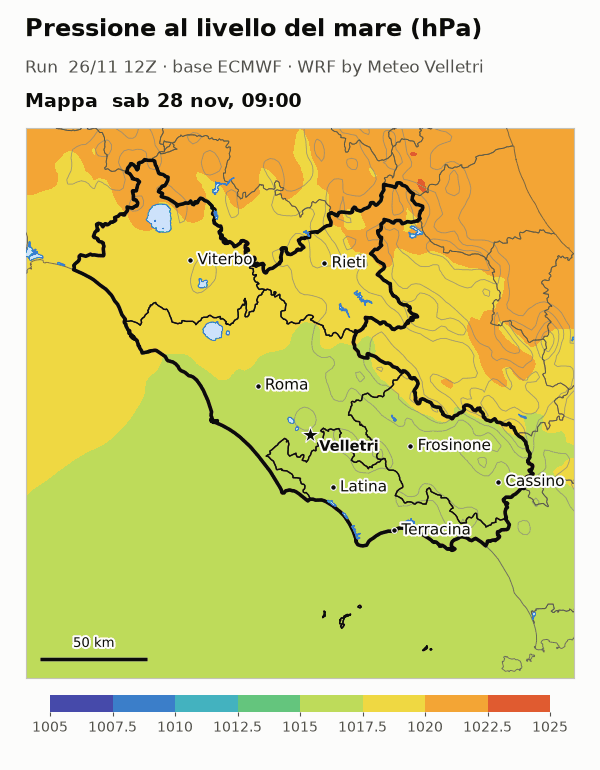 Pressione al livello del mare (hPa)
Run  26/11 12Z · base ECMWF · WRF by Meteo Velletri
Mappa  sab 28 nov, 09:00
Viterbo
Rieti
Roma
Velletri
Frosinone
Latina
Cassino
Terracina
50 km
1005 1007.5 1010 1012.5 1015 1017.5 1020 1022.5 1025